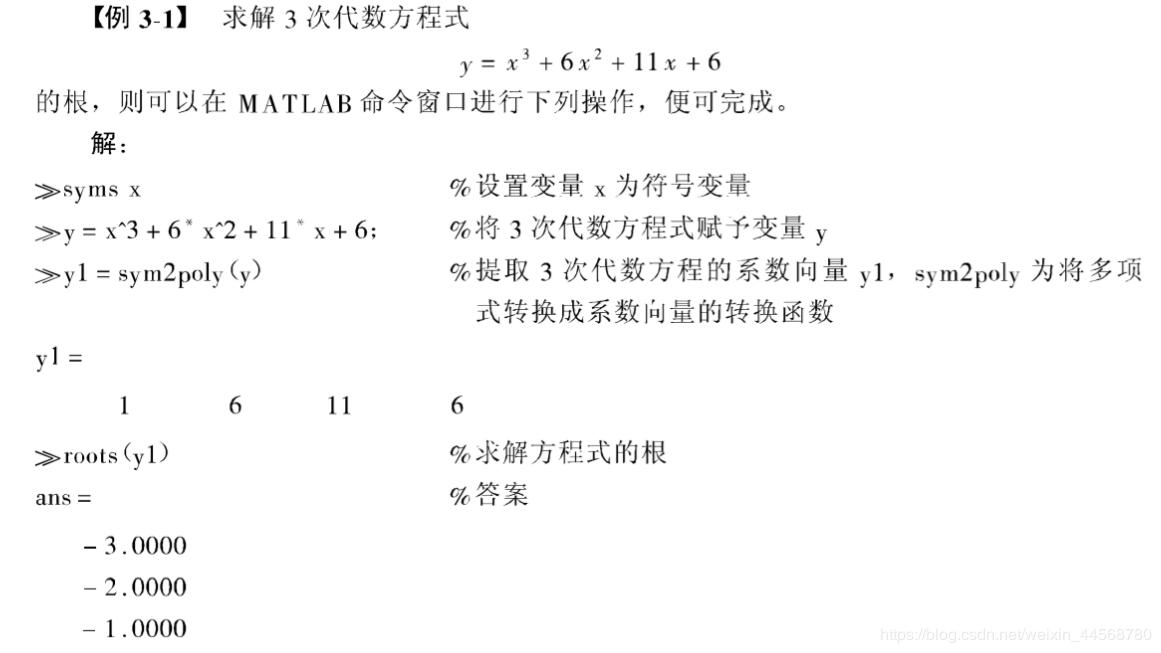 【例 3-1】 求解 3 次代数方程式
y = x³ + 6x² + 11x + 6
的根，则可以在 MATLAB 命令窗口进行下列操作，便可完成。
解：
≫syms x %设置变量 x 为符号变量
≫y = x^3 + 6* x^2 + 11* x + 6; %将 3 次代数方程式赋予变量 y
≫y1 = sym2poly(y) %提取 3 次代数方程的系数向量 y1，sym2poly 为将多项
式转换成系数向量的转换函数
y1 =
1 6 11 6
≫roots(y1) %求解方程式的根
ans = %答案
- 3.0000
- 2.0000
- 1.0000
https://blog.csdn.net/weixin_44568780